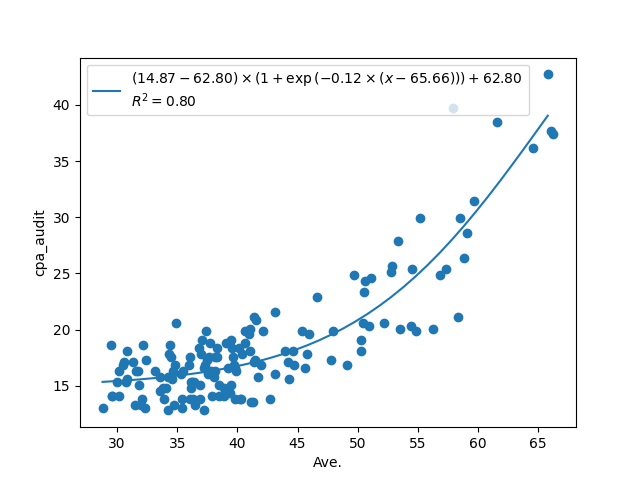 (14.87 − 62.80) × (1 + exp (−0.12 × (x − 65.66))) + 62.80
R² = 0.80
40
35
30
25
20
15
cpa_audit
30 35 40 45 50 55 60 65
Ave.